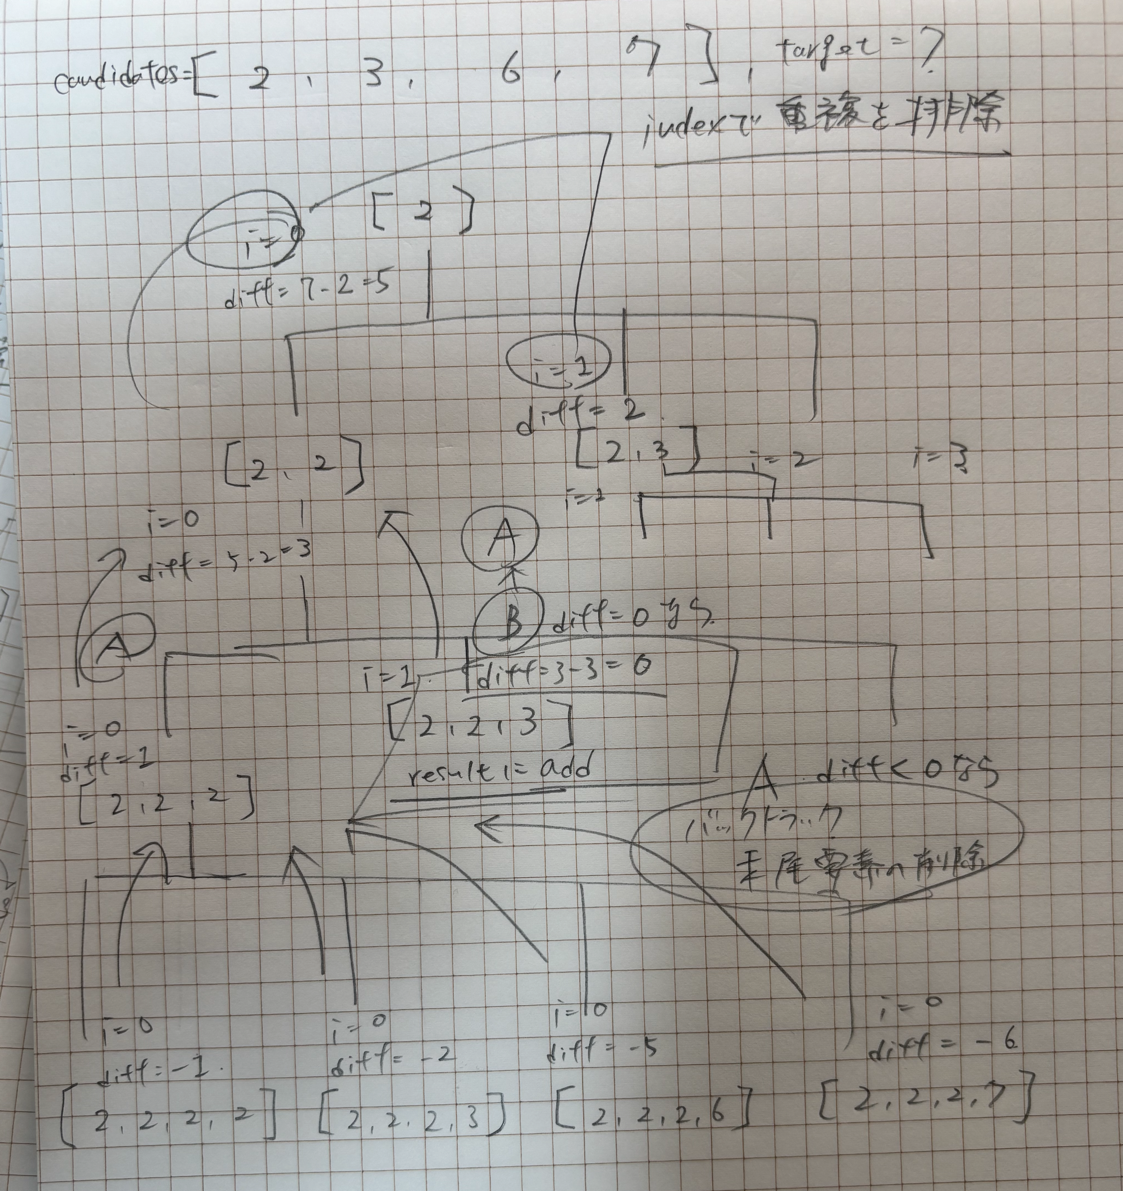 candidates=[ 2 , 3 , 6 , 7 ] , target = 7
indexで 重複を排除
[ 2 ]
i=0
diff= 7-2=5
i=1
diff= 2
[ 2 , 2 ]
[ 2 , 3 ]
i=2
i=3
i=1
i=0
diff= 5-2=3
A
A
B
diff=0なら
i=1
diff=3-3=0
[ 2 , 2 , 3 ]
i=0
diff=1
[ 2 , 2 , 2 ]
result に add
A diff<0なら
バックトラック
末尾要素の削除
i=0
diff=-1
[ 2 , 2 , 2 , 2 ]
i=0
diff=-2
[ 2 , 2 , 2 , 3 ]
i=0
diff=-5
[ 2 , 2 , 2 , 6 ]
i=0
diff=-6
[ 2 , 2 , 2 , 7 ]